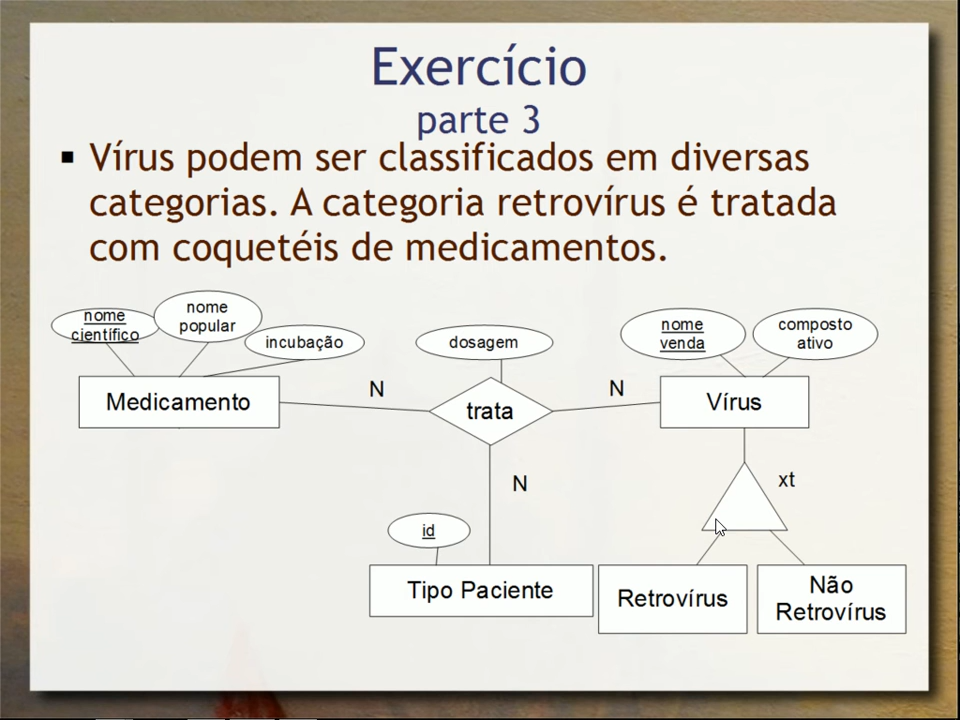 Exercício
parte 3
▪ Vírus podem ser classificados em diversas
categorias. A categoria retrovírus é tratada
com coquetéis de medicamentos.
nome
científico
nome
popular
incubação
dosagem
nome
venda
composto
ativo
Medicamento
N
trata
N
Vírus
N
xt
id
Tipo Paciente
Retrovírus
Não
Retrovírus